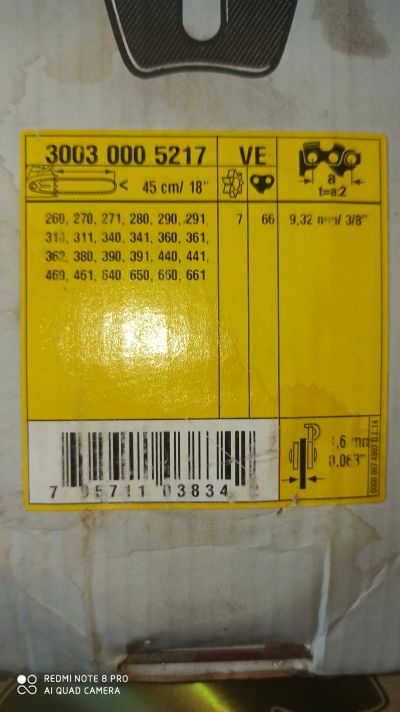 3003 000 5217 VE
< 45 cm/ 18" a
t=a:2
260, 270, 271, 280, 290, 291, 7 66 9,32 mm/ 3/8"
310, 311, 340, 341, 360, 361,
362, 380, 390, 391, 440, 441,
460, 461, 640, 650, 660, 661
1,6 mm
0,063"
7 95711 03834
REDMI NOTE 8 PRO
AI QUAD CAMERA